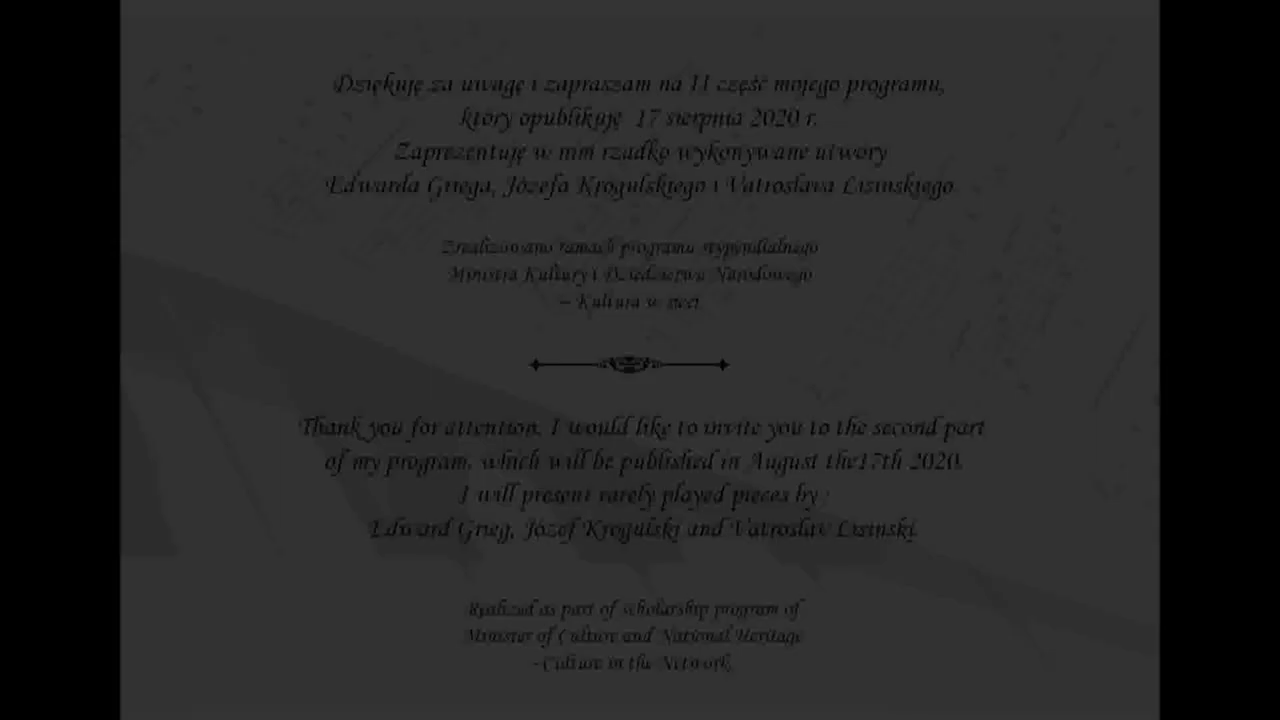 Dziękuję za uwagę i zapraszam na II część mojego programu,
który opublikuję 17 sierpnia 2020 r.
Zaprezentuję w nim rzadko wykonywane utwory
Edwarda Griega, Józefa Krogulskiego i Vatroslava Lisinskiego
Zrealizowano ramach programu stypendialnego
Ministra Kultury i Dziedzictwa Narodowego
– Kultura w sieci
Thank you for attention. I would like to invite you to the second part
of my program, which will be published in August the17th 2020.
I will present rarely played pieces by :
Edward Grieg, Józef Krogulski and Vatroslav Lisinski.
Realized as part of scholarship program of
Minister of Culture and National Heritage
-Culture in the Network